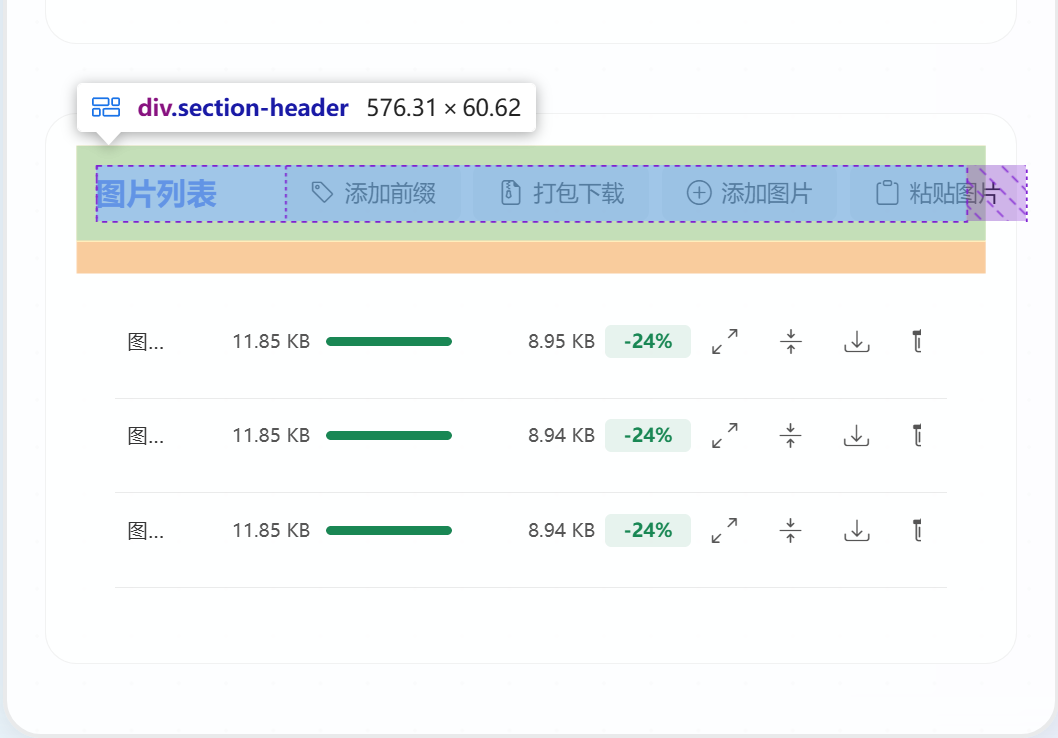 div.section-header 576.31 × 60.62
图片列表 添加前缀 打包下载 添加图片 粘贴图片
图... 11.85 KB 8.95 KB -24%
图... 11.85 KB 8.94 KB -24%
图... 11.85 KB 8.94 KB -24%